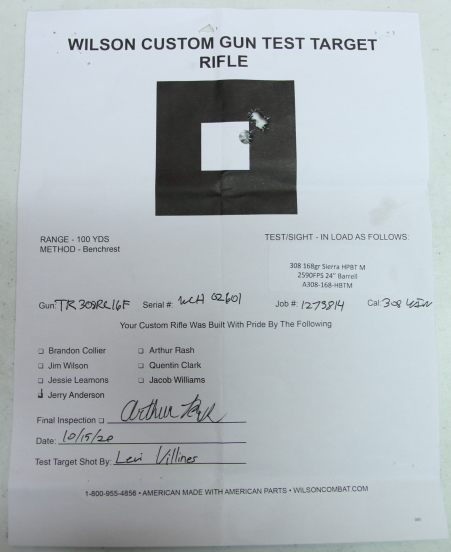 WILSON CUSTOM GUN TEST TARGET
RIFLE
RANGE - 100 YDS
METHOD - Benchrest
TEST/SIGHT - IN LOAD AS FOLLOWS:
308 168gr Sierra HPBT M
2590FPS 24" Barrell
A308-168-HBTM
Gun: TR308RC16F Serial #: WCH 02601 Job #: 1279814 Cal: 308 WIN
Your Custom Rifle Was Built With Pride By The Following
Brandon Collier Arthur Rash
Jim Wilson Quentin Clark
Jessie Leamons Jacob Williams
Jerry Anderson
Final Inspection Arthur Rash
Date: 10/15/20
Test Target Shot By: Levi Villines
1-800-955-4856 • AMERICAN MADE WITH AMERICAN PARTS • WILSONCOMBAT.COM